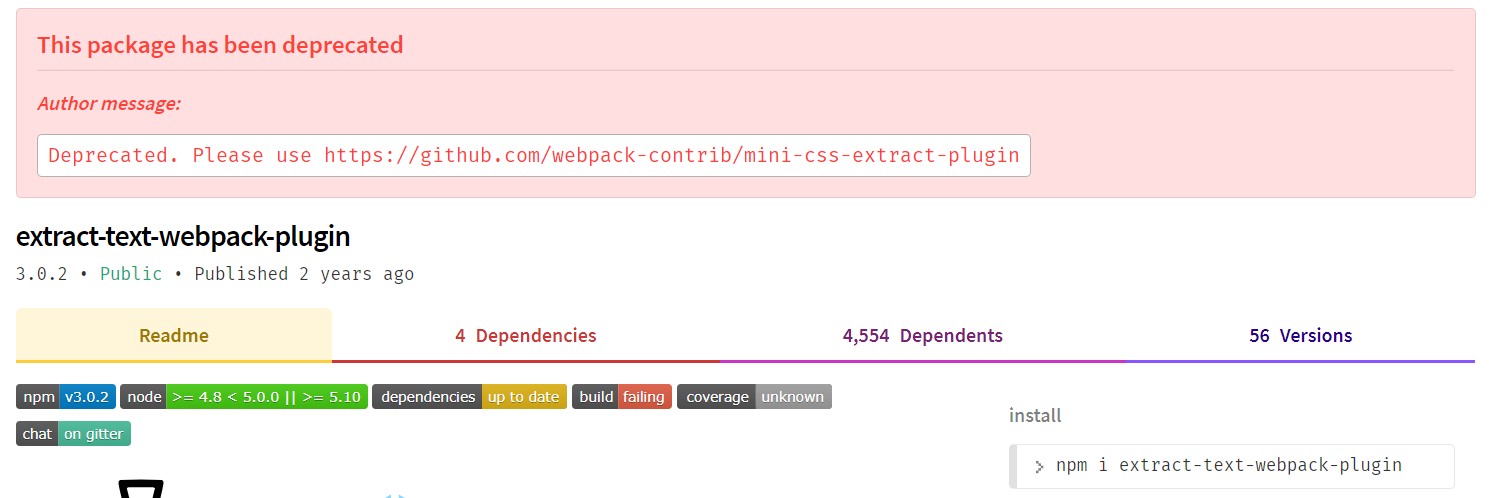 This package has been deprecated
Author message:
Deprecated. Please use https://github.com/webpack-contrib/mini-css-extract-plugin
extract-text-webpack-plugin
3.0.2 • Public • Published 2 years ago
Readme 4 Dependencies 4,554 Dependents 56 Versions
npm v3.0.2 node >= 4.8 < 5.0.0 || >= 5.10 dependencies up to date build failing coverage unknown
install
chat on gitter
> npm i extract-text-webpack-plugin